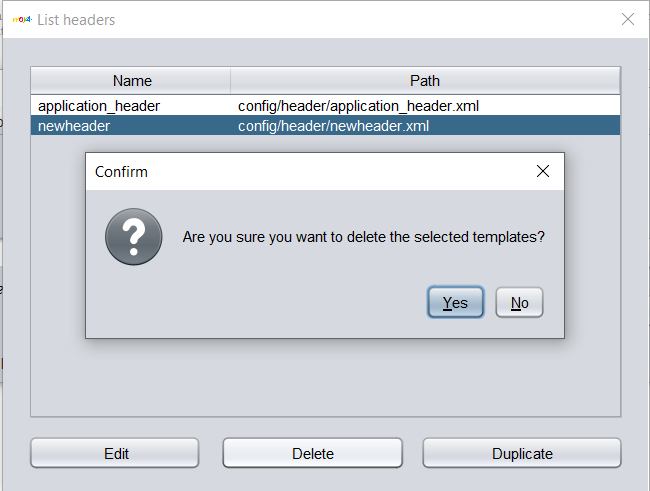 List headers
Name Path
application_header config/header/application_header.xml
newheader config/header/newheader.xml
Confirm
Are you sure you want to delete the selected templates?
Yes No
Edit Delete Duplicate